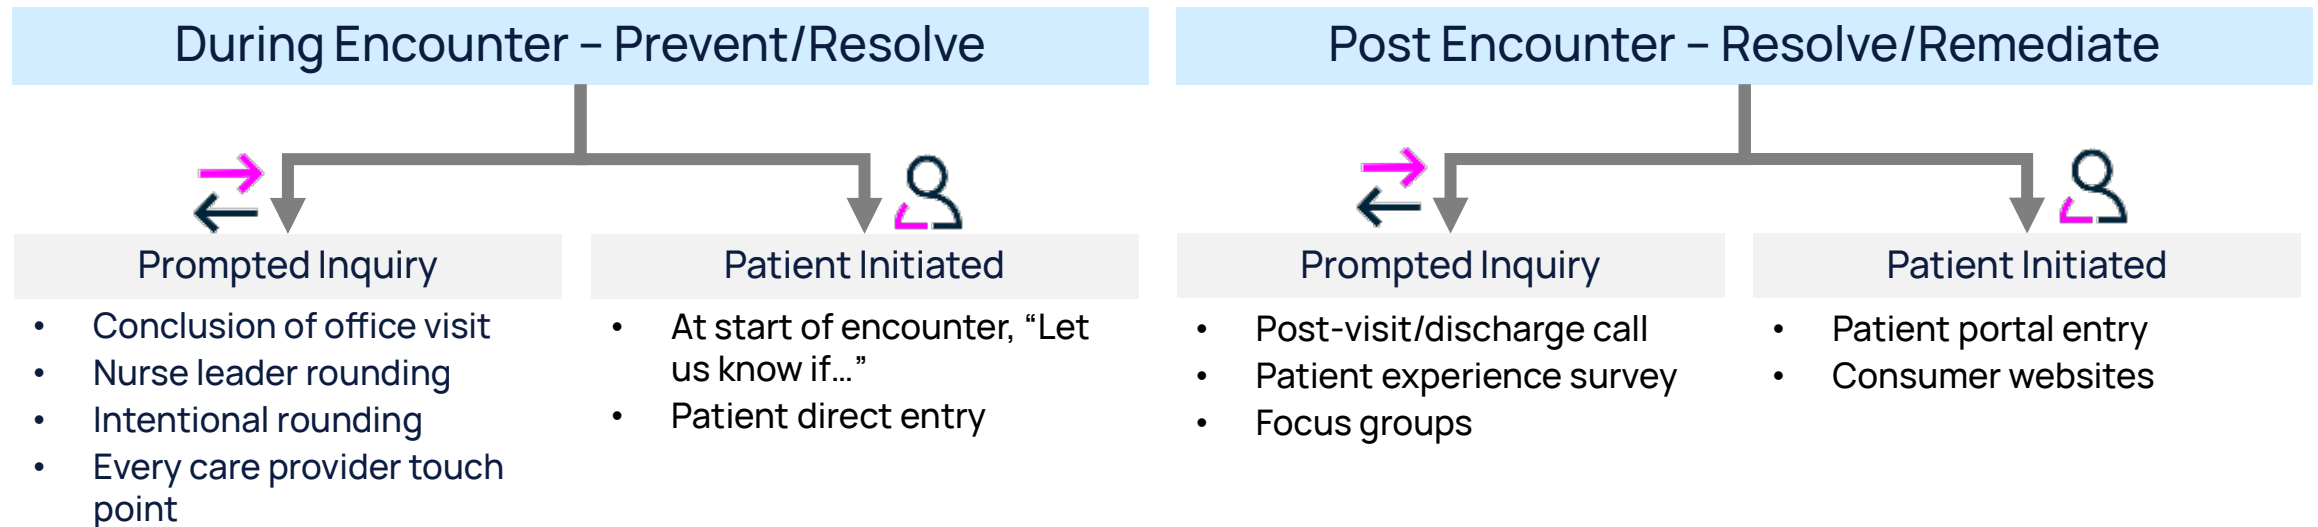 During Encounter – Prevent/Resolve
Prompted Inquiry
• Conclusion of office visit
• Nurse leader rounding
• Intentional rounding
• Every care provider touch
point
Patient Initiated
• At start of encounter, “Let
us know if…”
• Patient direct entry
Post Encounter – Resolve/Remediate
Prompted Inquiry
• Post-visit/discharge call
• Patient experience survey
• Focus groups
Patient Initiated
• Patient portal entry
• Consumer websites